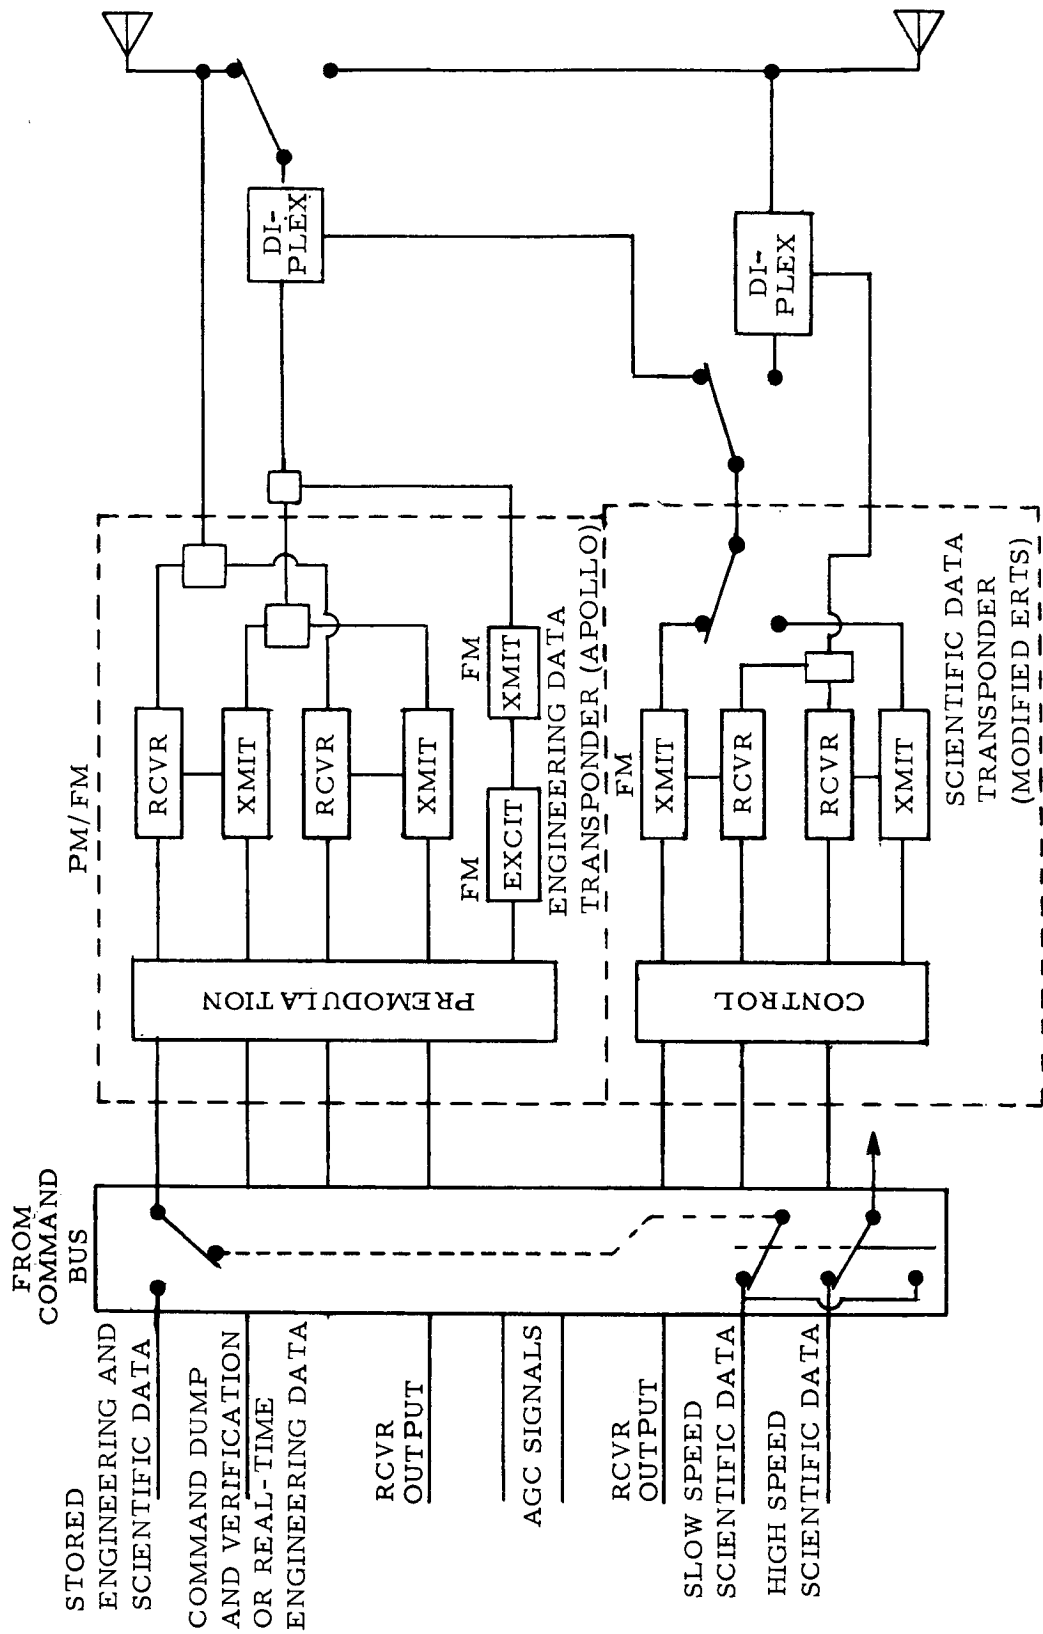 FROM
COMMAND
BUS
STORED
ENGINEERING AND
SCIENTIFIC DATA
COMMAND DUMP
AND VERIFICATION
OR REAL-TIME
ENGINEERING DATA
RCVR
OUTPUT
AGC SIGNALS
RCVR
OUTPUT
SLOW SPEED
SCIENTIFIC DATA
HIGH SPEED
SCIENTIFIC DATA
PM/FM
PREMODULATION
RCVR
XMIT
RCVR
XMIT
FM
EXCIT
FM
XMIT
ENGINEERING DATA
TRANSPONDER (APOLLO)
CONTROL
FM
XMIT
RCVR
RCVR
XMIT
SCIENTIFIC DATA
TRANSPONDER
(MODIFIED ERTS)
DI-
PLEX
DI-
PLEX